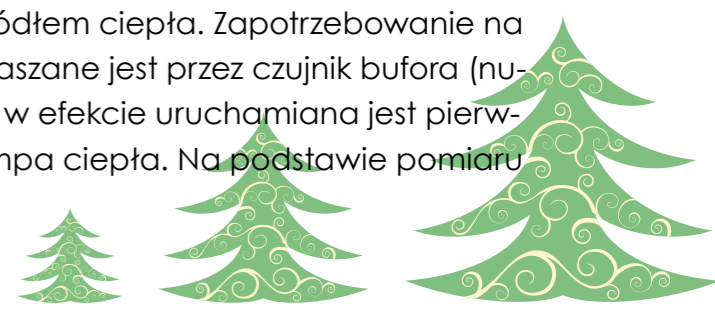 ódłem ciepła. Zapotrzebowanie na
aszane jest przez czujnik bufora (nu-
w efekcie uruchamiana jest pierw-
mpa ciepła. Na podstawie pomiaru